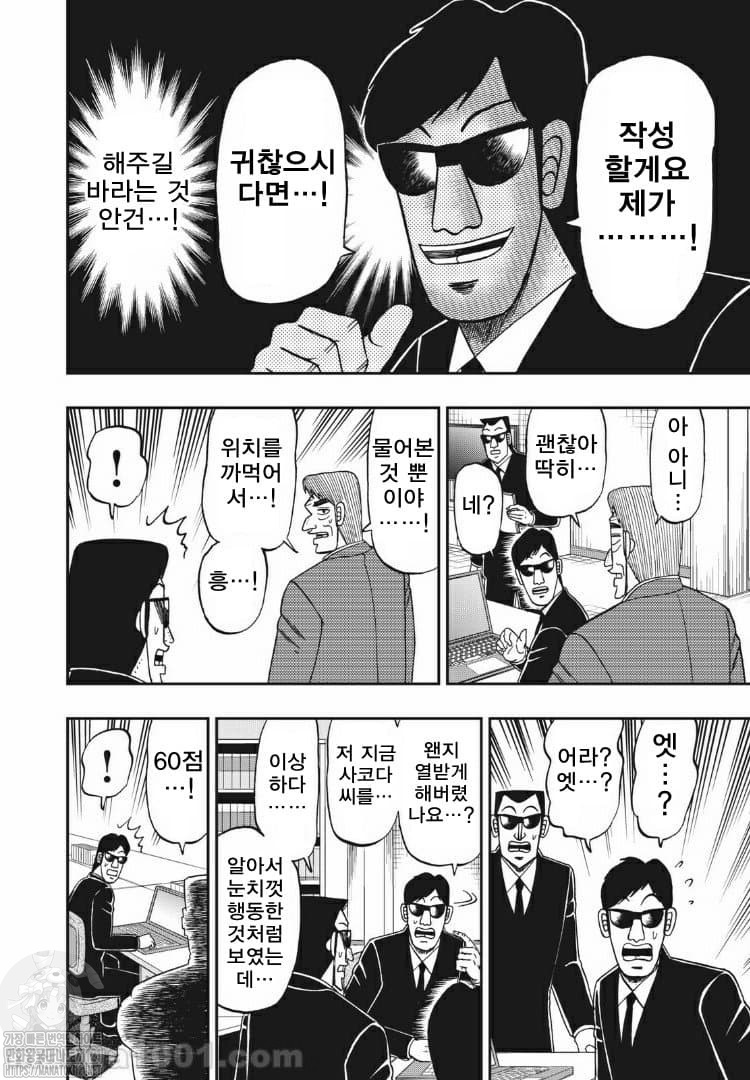 작성
할게요
제가
………!
귀찮으시
다면…!
해주길
바라는 것
안건…!
아 아니…
괜찮아
딱히…
네?
물어본
것 뿐
이야
……!
위치를
까먹어
서…!
흥…!
!
엣
…?
어라?
엣…?
왠지
열받게
해버렸
나요…?
저 지금
사코다
씨를…
이상
하다
……
알아서
눈치껏
행동한
것처럼
보였는
데…
60점
…!
!
01.com